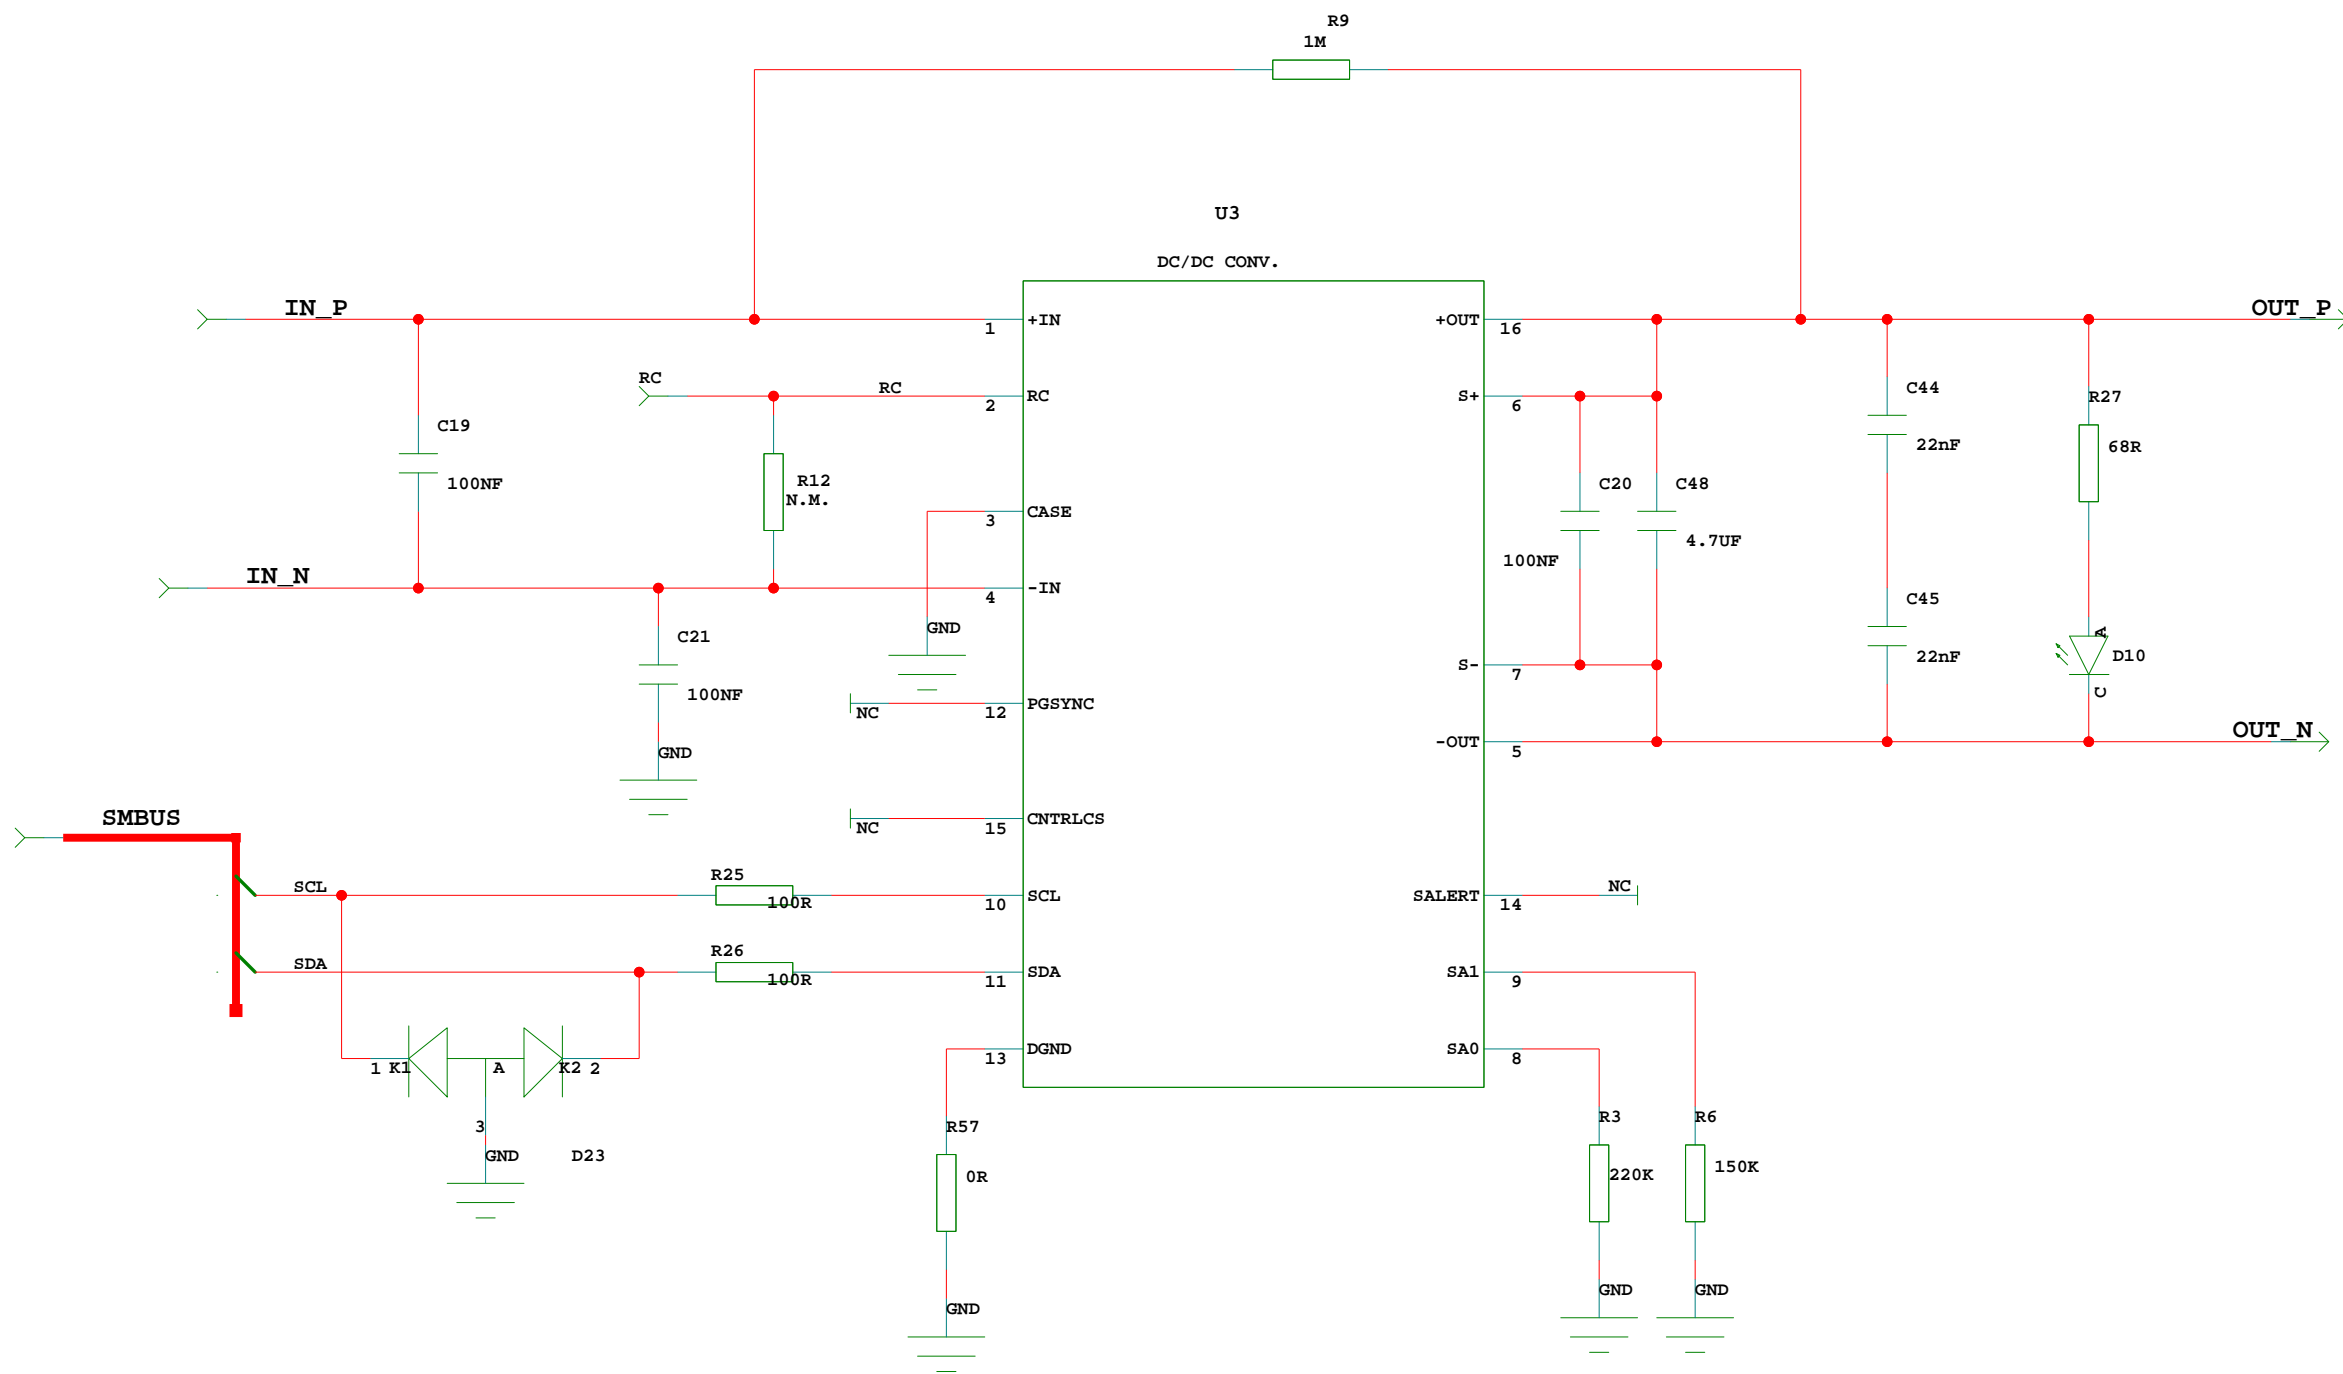 R9
1M
U3
DC/DC CONV.
IN_P
1
+IN
+OUT
16
OUT_P
RC
RC
2
RC
S+
6
C44
22nF
R27
68R
C19
100NF
R12
N.M.
3
CASE
C20
100NF
C48
4.7UF
IN_N
4
-IN
GND
C21
100NF
GND
C45
22nF
A
D10
C
S-
7
NC
12
PGSYNC
-OUT
5
OUT_N
SMBUS
NC
15
CNTRLCS
SCL
R25
100R
10
SCL
SALERT
14
NC
SDA
R26
100R
11
SDA
SA1
9
13
DGND
SA0
8
1 K1
A
K2 2
3
GND
D23
R57
0R
GND
R3
220K
GND
R6
150K
GND